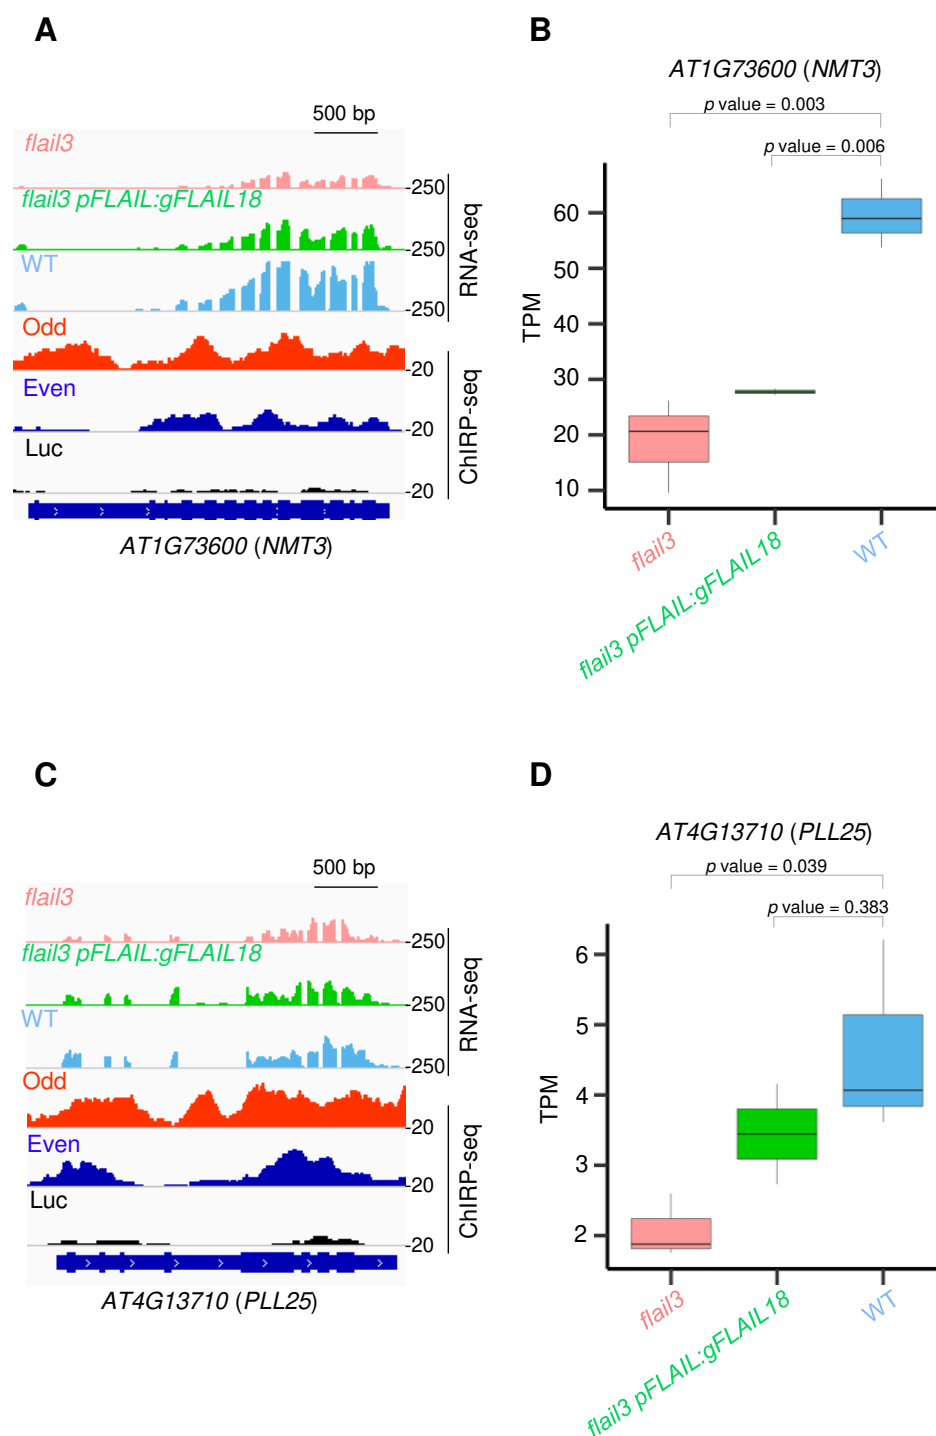 A
500 bp
flail3
-250
flail3 pFLAIL:gFLAIL18
-250
WT
-250
RNA-seq
Odd
-20
Even
-20
Luc
-20
ChIRP-seq
AT1G73600 (NMT3)
B
AT1G73600 (NMT3)
p value = 0.003
p value = 0.006
TPM
60
50
40
30
20
10
flail3
flail3 pFLAIL:gFLAIL18
WT
C
500 bp
flail3
-250
flail3 pFLAIL:gFLAIL18
WT
-250
RNA-seq
Odd
-20
Even
-20
Luc
-20
ChIRP-seq
AT4G13710 (PLL25)
D
AT4G13710 (PLL25)
p value = 0.039
p value = 0.383
TPM
6
5
4
3
2
flail3
flail3 pFLAIL:gFLAIL18
WT